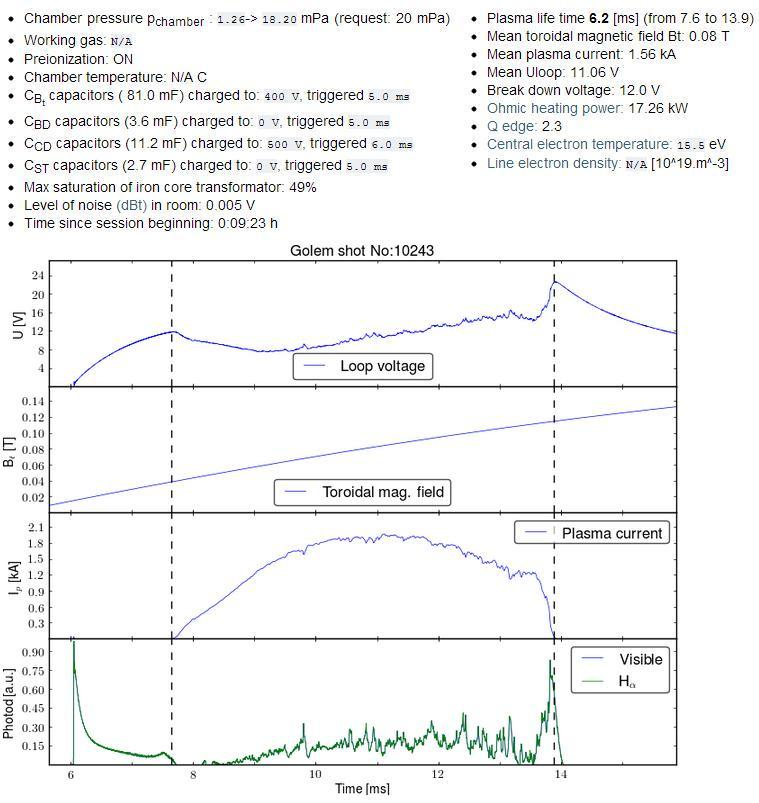 Chamber pressure pchamber : 1.26-> 18.20 mPa (request: 20 mPa)
Working gas: N/A
Preionization: ON
Chamber temperature: N/A C
CBt capacitors ( 81.0 mF) charged to: 400 V, triggered 5.0 ms
CBD capacitors (3.6 mF) charged to: 0 V, triggered 5.0 ms
CCD capacitors (11.2 mF) charged to: 500 V, triggered 6.0 ms
CST capacitors (2.7 mF) charged to: 0 V, triggered 5.0 ms
Max saturation of iron core transformator: 49%
Level of noise (dBt) in room: 0.005 V
Time since session beginning: 0:09:23 h
Plasma life time 6.2 [ms] (from 7.6 to 13.9)
Mean toroidal magnetic field Bt: 0.08 T
Mean plasma current: 1.56 kA
Mean Uloop: 11.06 V
Break down voltage: 12.0 V
Ohmic heating power: 17.26 kW
Q edge: 2.3
Central electron temperature: 15.5 eV
Line electron density: N/A [10^19.m^-3]
Golem shot No:10243
U [V]
24
20
16
12
8
4
Loop voltage
Bt [T]
0.14
0.12
0.10
0.08
0.06
0.04
0.02
Toroidal mag. field
Ip [kA]
2.1
1.8
1.5
1.2
0.9
0.6
0.3
Plasma current
Photod [a.u.]
0.90
0.75
0.60
0.45
0.30
0.15
Visible
Hα
6 8 10 12 14
Time [ms]